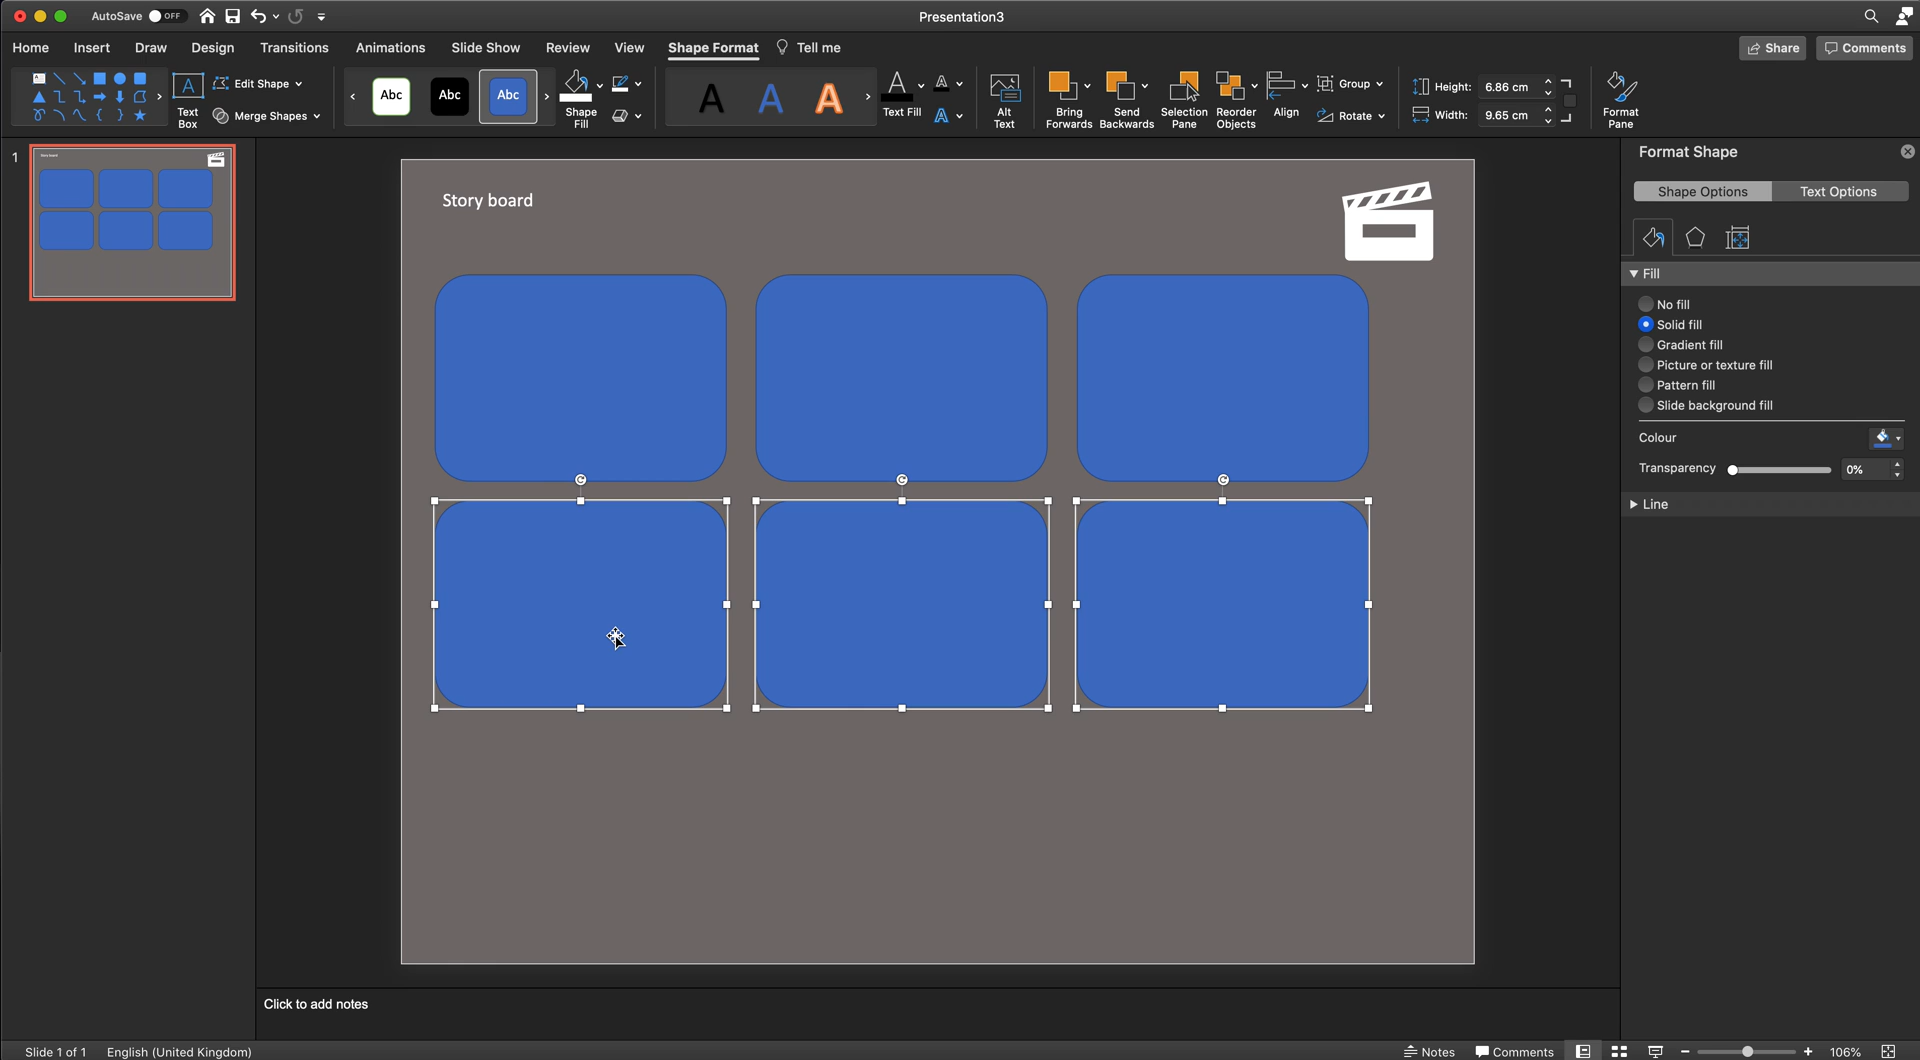 AutoSave OFF
Presentation3
Home Insert Draw Design Transitions Animations Slide Show Review View Shape Format Tell me
Share Comments
A
Text Box
Edit Shape
Merge Shapes
Abc Abc Abc
Shape Fill
A A A
Text Fill
Alt Text
Bring Forwards
Send Backwards
Selection Pane
Reorder Objects
Align
Group
Rotate
Height: 6.86 cm
Width: 9.65 cm
Format Pane
1
Story board
Story board
Format Shape
Shape Options Text Options
Fill
No fill
Solid fill
Gradient fill
Picture or texture fill
Pattern fill
Slide background fill
Colour
Transparency 0%
Line
Click to add notes
Slide 1 of 1 English (United Kingdom)
Notes Comments 106%